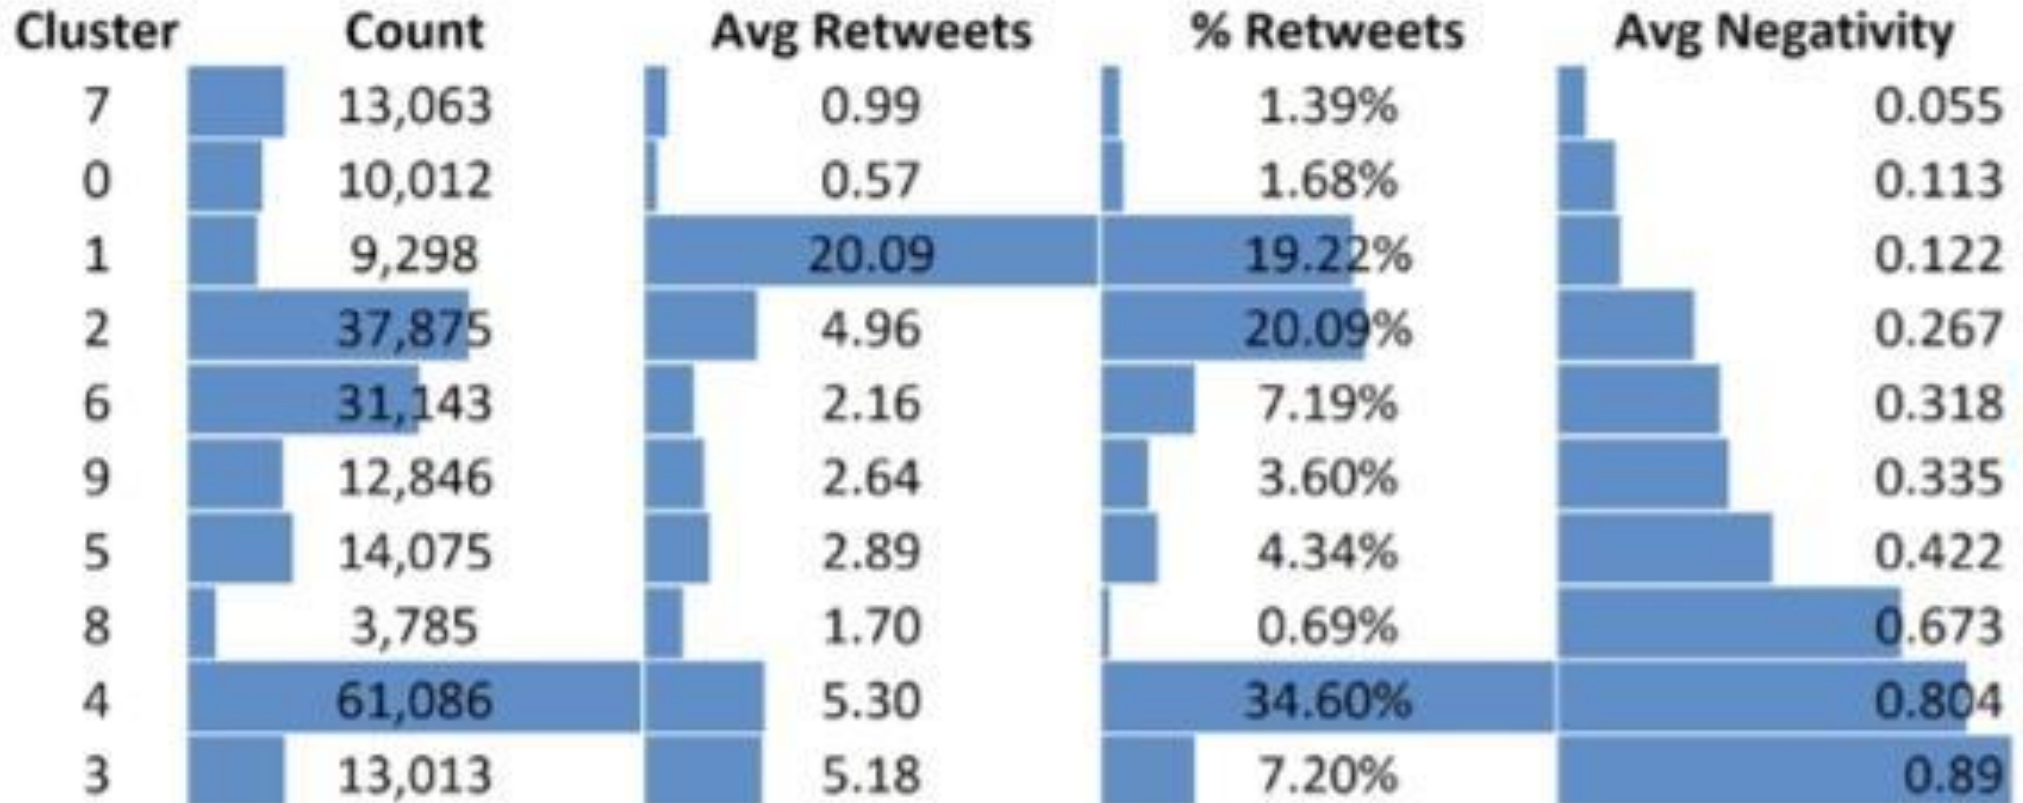 Cluster Count Avg Retweets % Retweets Avg Negativity
7 13,063 0.99 1.39% 0.055
0 10,012 0.57 1.68% 0.113
1 9,298 20.09 19.22% 0.122
2 37,875 4.96 20.09% 0.267
6 31,143 2.16 7.19% 0.318
9 12,846 2.64 3.60% 0.335
5 14,075 2.89 4.34% 0.422
8 3,785 1.70 0.69% 0.673
4 61,086 5.30 34.60% 0.804
3 13,013 5.18 7.20% 0.89